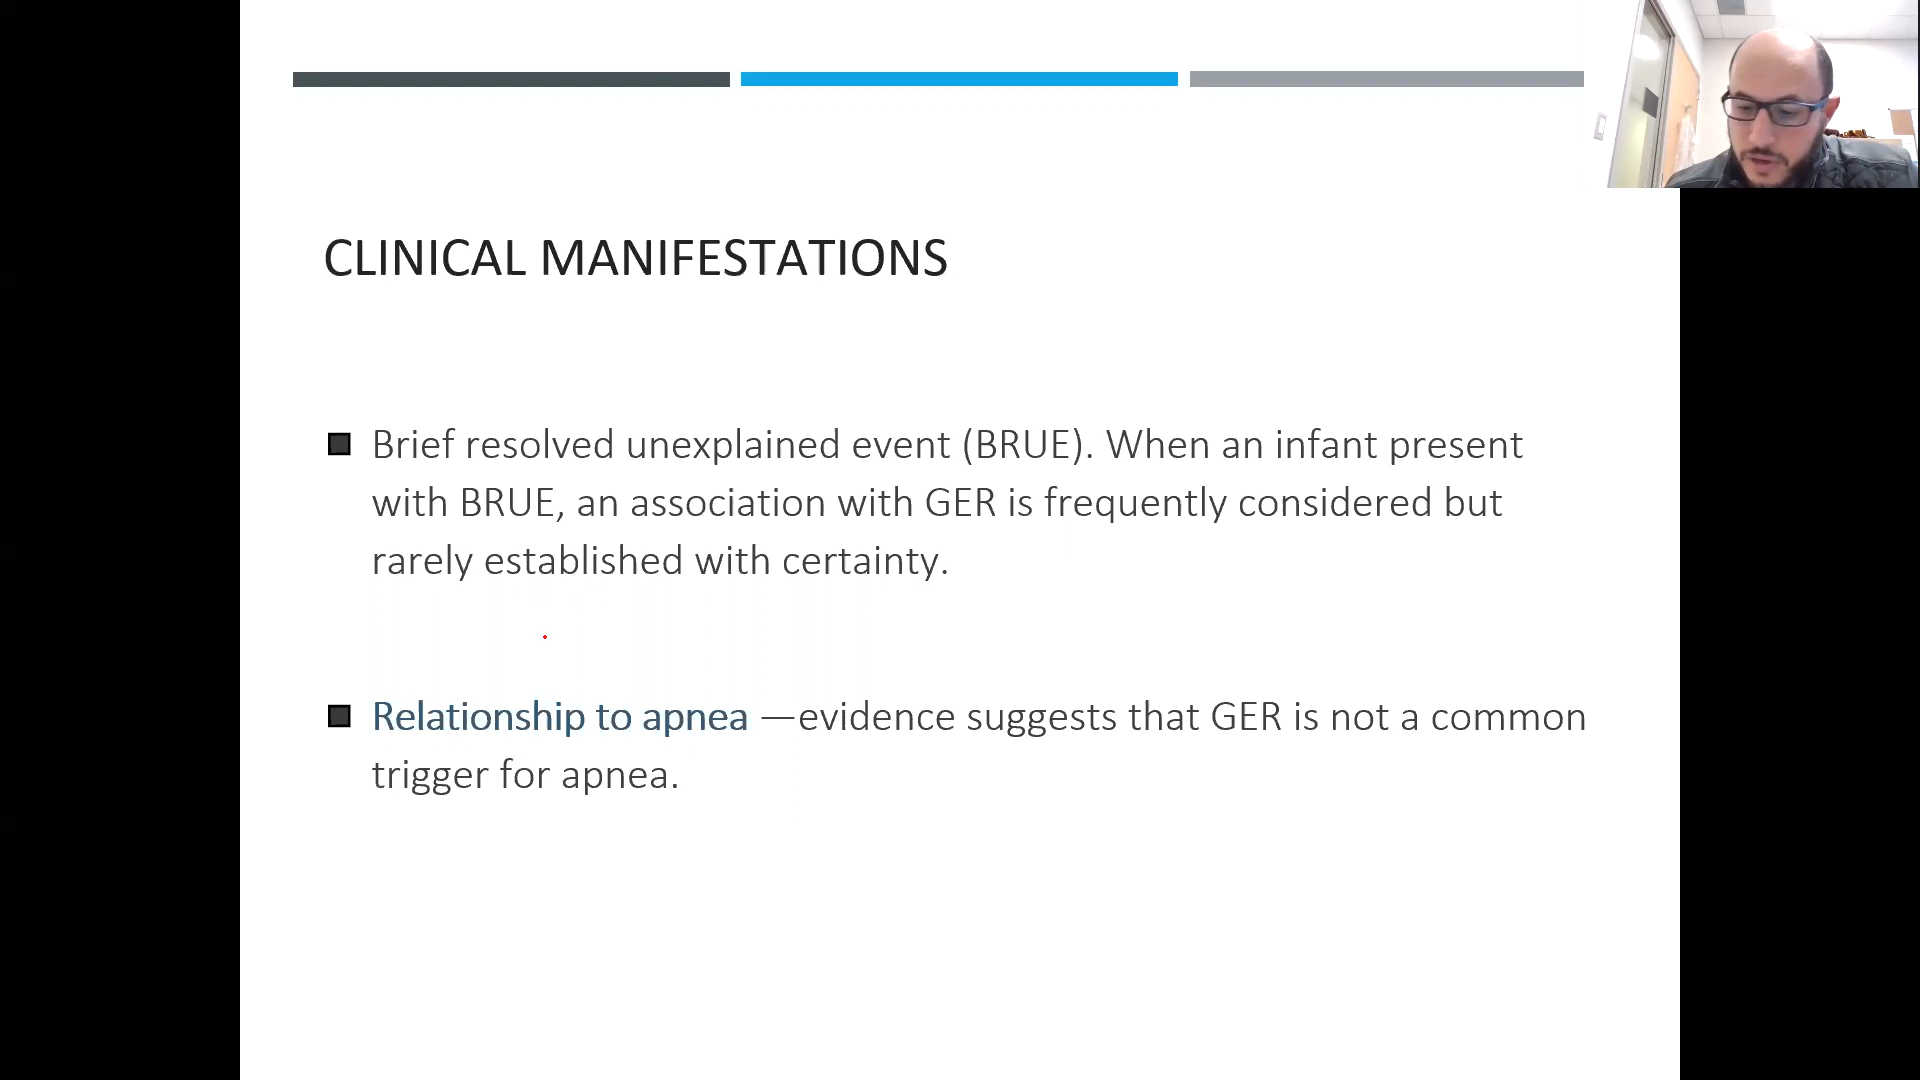 CLINICAL MANIFESTATIONS
Brief resolved unexplained event (BRUE). When an infant present
with BRUE, an association with GER is frequently considered but
rarely established with certainty.
Relationship to apnea —evidence suggests that GER is not a common
trigger for apnea.